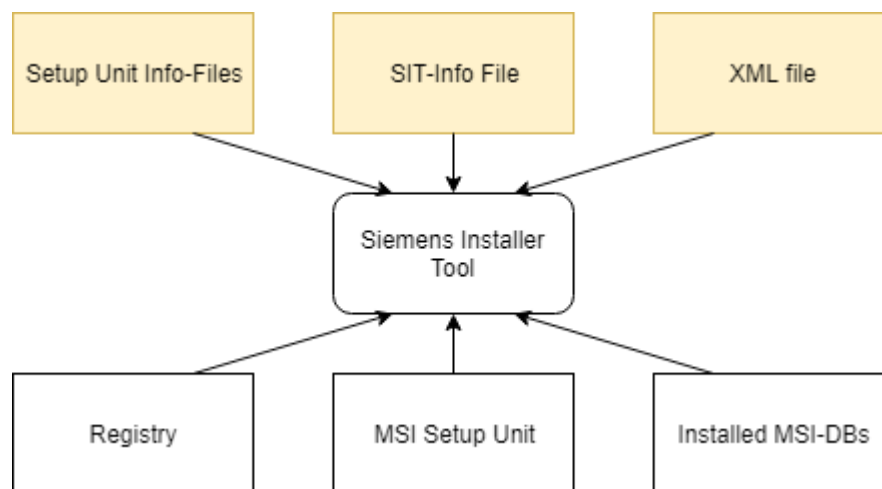 Setup Unit Info-Files
SIT-Info File
XML file
Siemens Installer
Tool
Registry
MSI Setup Unit
Installed MSI-DBs